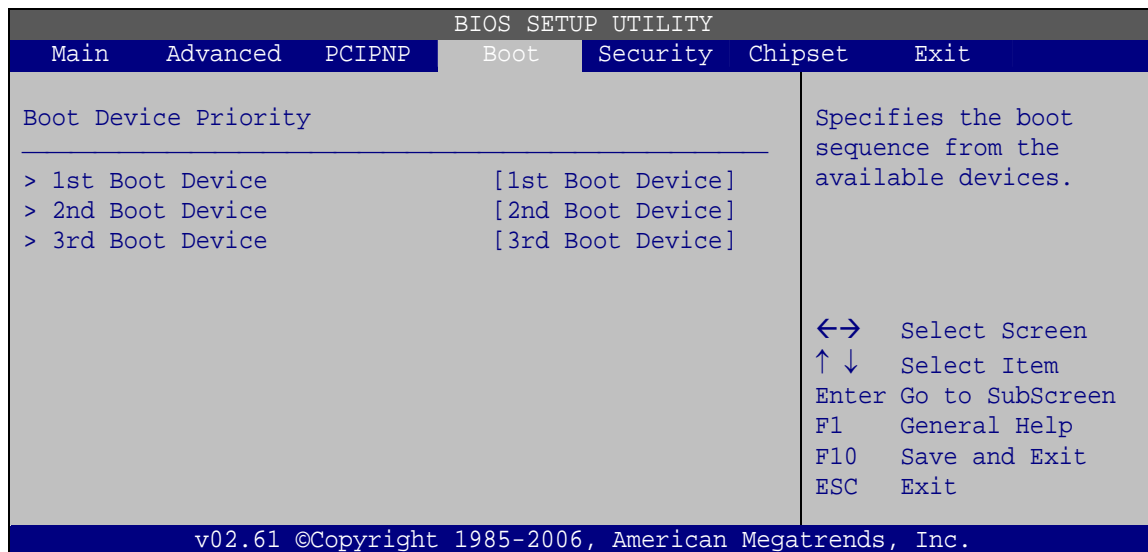 BIOS SETUP UTILITY
Main Advanced PCIPNP Boot Security Chipset Exit
Boot Device Priority
> 1st Boot Device [1st Boot Device]
> 2nd Boot Device [2nd Boot Device]
> 3rd Boot Device [3rd Boot Device]
Specifies the boot
sequence from the
available devices.
←→ Select Screen
↑ ↓ Select Item
Enter Go to SubScreen
F1 General Help
F10 Save and Exit
ESC Exit
v02.61 ©Copyright 1985-2006, American Megatrends, Inc.